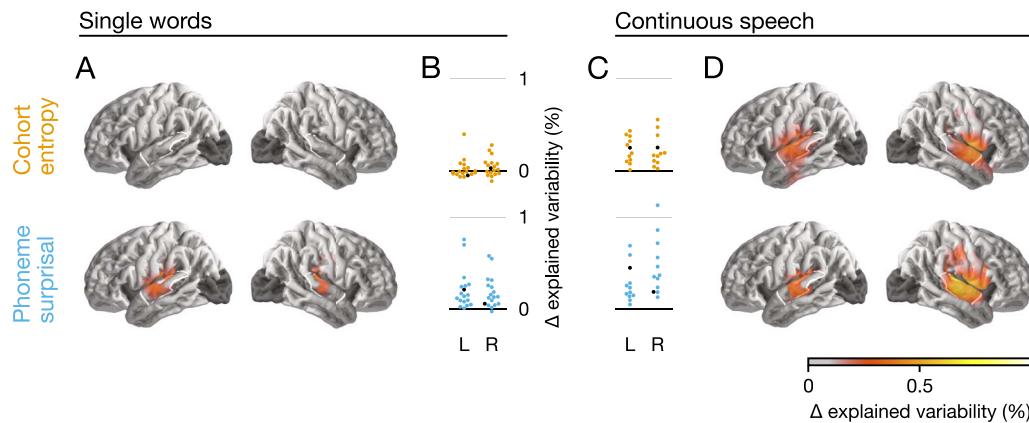 Single words
Continuous speech
A
B
C
D
Cohort
entropy
1
0
Phoneme
surprisal
1
0
Δ explained variability (%)
L R
L R
0 0.5
Δ explained variability (%)